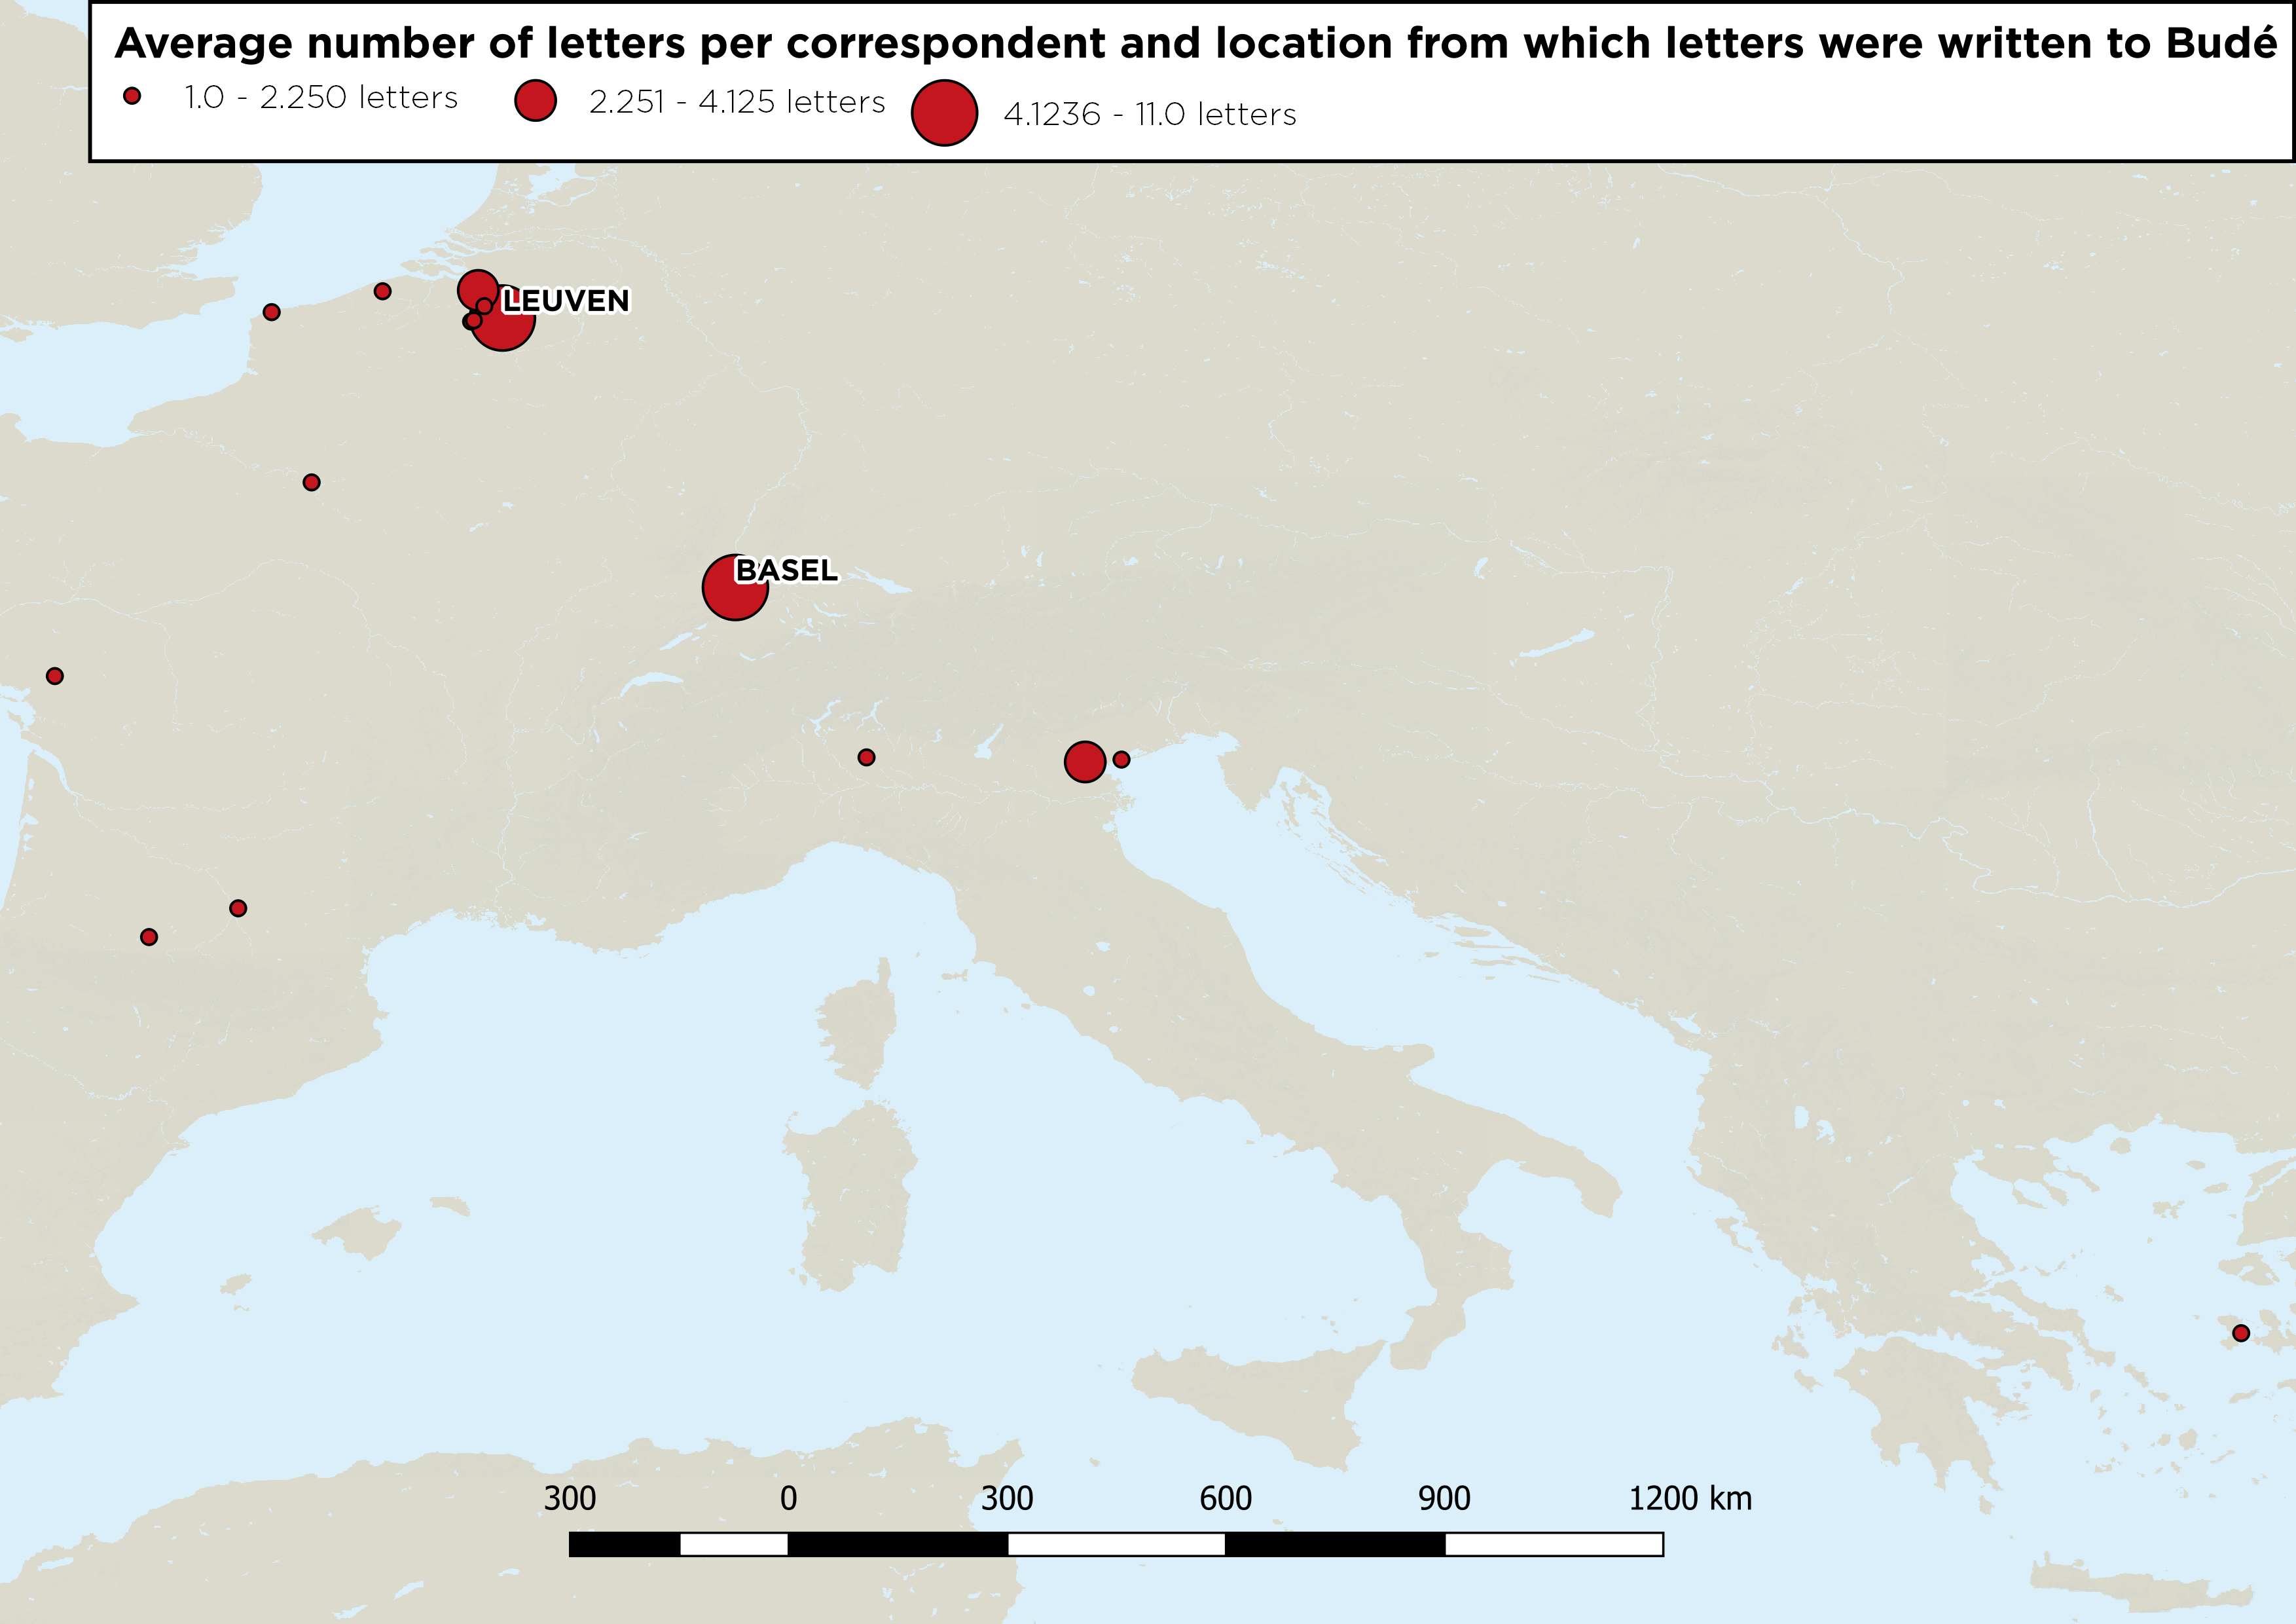 Average number of letters per correspondent and location from which letters were written to Budé
1.0 - 2.250 letters 2.251 - 4.125 letters 4.1236 - 11.0 letters
LEUVEN
BASEL
300 0 300 600 900 1200 km